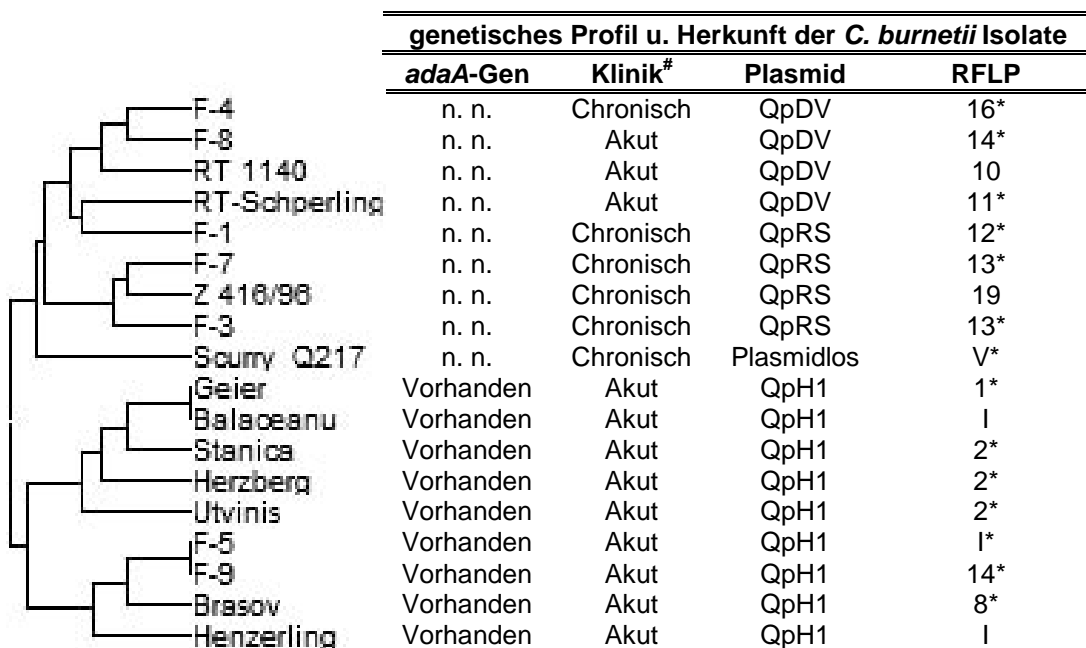 genetisches Profil u. Herkunft der C. burnetii Isolate
adaA-Gen Klinik# Plasmid RFLP
F-4 n. n. Chronisch QpDV 16*
F-8 n. n. Akut QpDV 14*
RT 1140 n. n. Akut QpDV 10
RT-Schperling n. n. Akut QpDV 11*
F-1 n. n. Chronisch QpRS 12*
F-7 n. n. Chronisch QpRS 13*
Z 416/96 n. n. Chronisch QpRS 19
F-3 n. n. Chronisch QpRS 13*
Scurry Q217 n. n. Chronisch Plasmidlos V*
Geier Vorhanden Akut QpH1 1*
Balaceanu Vorhanden Akut QpH1 I
Stanica Vorhanden Akut QpH1 2*
Herzberg Vorhanden Akut QpH1 2*
Utvinis Vorhanden Akut QpH1 2*
F-5 Vorhanden Akut QpH1 I*
F-9 Vorhanden Akut QpH1 14*
Brasov Vorhanden Akut QpH1 8*
Henzerling Vorhanden Akut QpH1 I